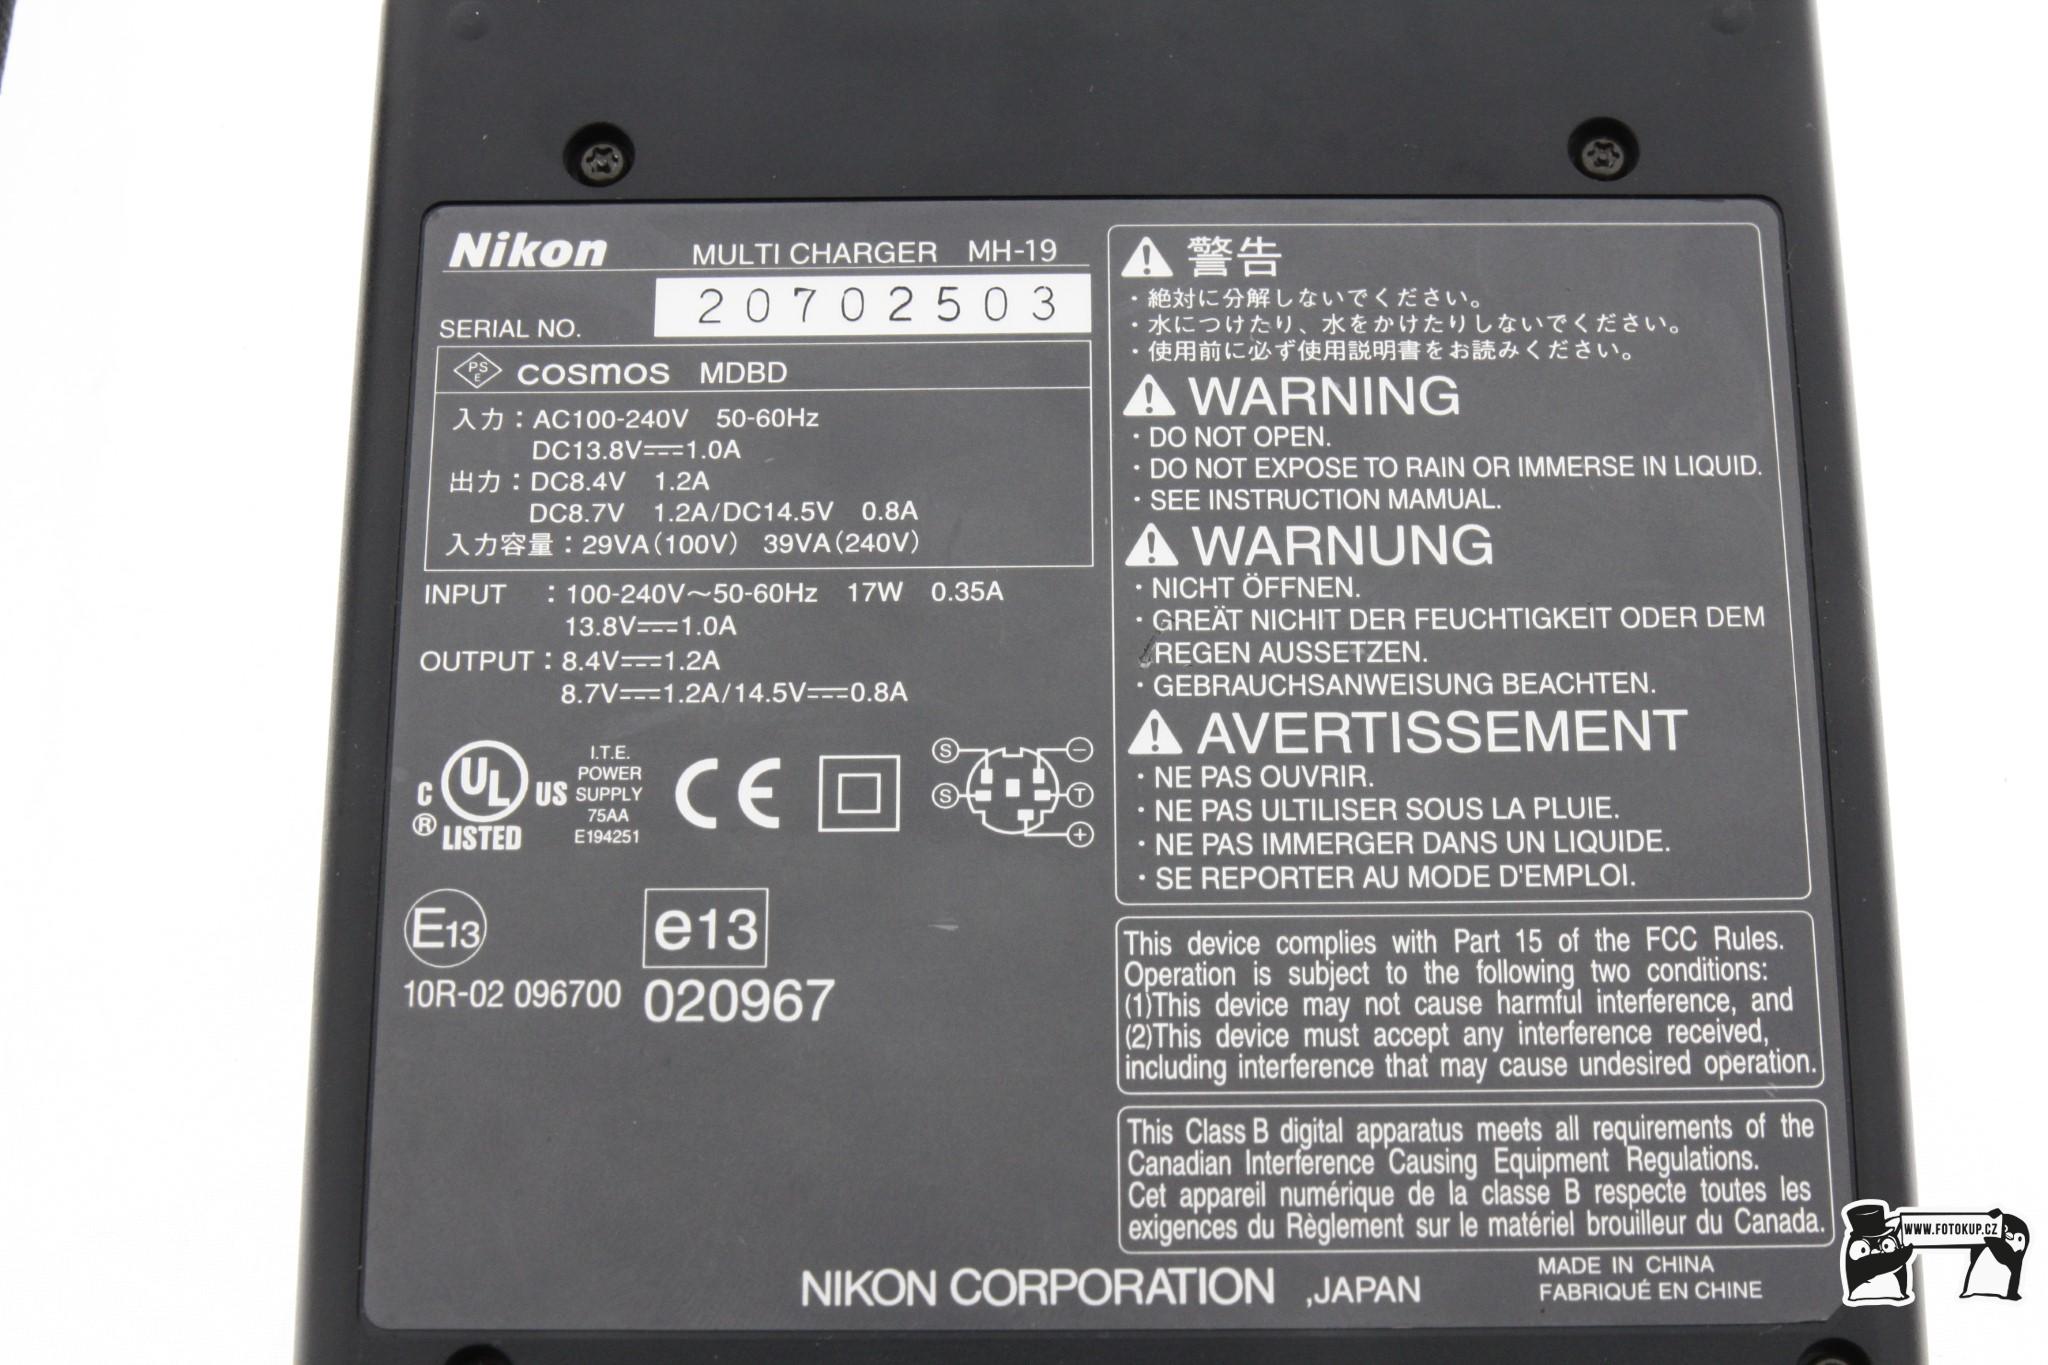 Nikon MULTI CHARGER MH-19
SERIAL NO. 20702503
PS E COSMOS MDBD
入力：AC100-240V 50-60Hz
DC13.8V⎓1.0A
出力：DC8.4V 1.2A
DC8.7V 1.2A/DC14.5V 0.8A
入力容量：29VA(100V) 39VA(240V)
INPUT : 100-240V～50-60Hz 17W 0.35A
13.8V⎓1.0A
OUTPUT : 8.4V⎓1.2A
8.7V⎓1.2A/14.5V⎓0.8A
C UL US
® LISTED
I.T.E.
POWER
SUPPLY
75AA
E194251
CE
S
S
−
T
+
E13
10R-02 096700
e13
020967
警告
・絶対に分解しないでください。
・水につけたり、水をかけたりしないでください。
・使用前に必ず使用説明書をお読みください。
WARNING
・DO NOT OPEN.
・DO NOT EXPOSE TO RAIN OR IMMERSE IN LIQUID.
・SEE INSTRUCTION MAMUAL.
WARNUNG
・NICHT ÖFFNEN.
・GREÄT NICHIT DER FEUCHTIGKEIT ODER DEM
REGEN AUSSETZEN.
・GEBRAUCHSANWEISUNG BEACHTEN.
AVERTISSEMENT
・NE PAS OUVRIR.
・NE PAS ULTILISER SOUS LA PLUIE.
・NE PAS IMMERGER DANS UN LIQUIDE.
・SE REPORTER AU MODE D'EMPLOI.
This device complies with Part 15 of the FCC Rules.
Operation is subject to the following two conditions:
(1)This device may not cause harmful interference, and
(2)This device must accept any interference received,
including interference that may cause undesired operation.
This Class B digital apparatus meets all requirements of the
Canadian Interference Causing Equipment Regulations.
Cet appareil numérique de la classe B respecte toutes les
exigences du Règlement sur le matériel brouilleur du Canada.
NIKON CORPORATION ,JAPAN
MADE IN CHINA
FABRIQUÉ EN CHINE
WWW.FOTOKUP.CZ